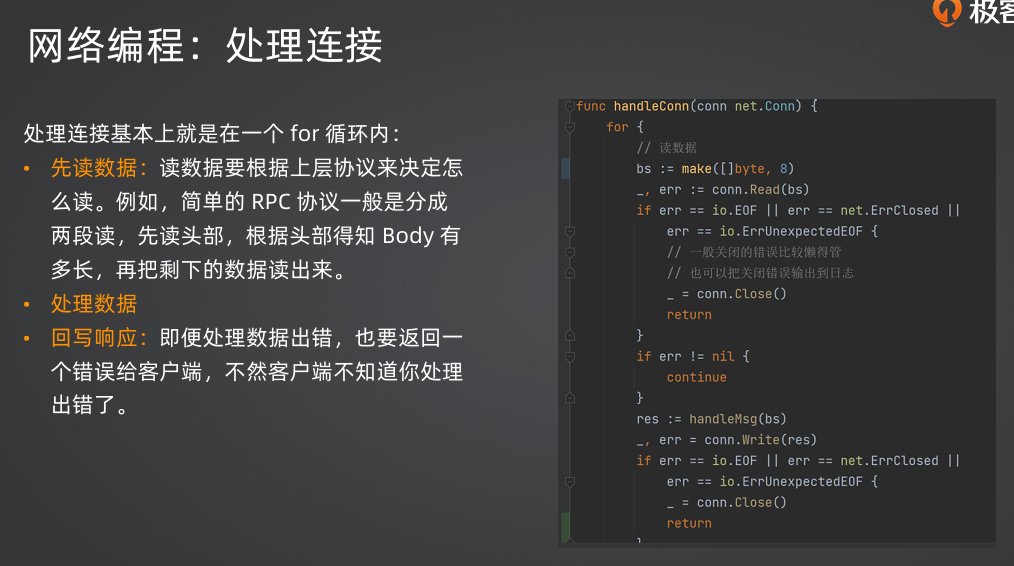 网络编程：处理连接
极客
处理连接基本上就是在一个 for 循环内：
• 先读数据：读数据要根据上层协议来决定怎
么读。例如，简单的 RPC 协议一般是分成
两段读，先读头部，根据头部得知 Body 有
多长，再把剩下的数据读出来。
• 处理数据
• 回写响应：即便处理数据出错，也要返回一
个错误给客户端，不然客户端不知道你处理
出错了。
func handleConn(conn net.Conn) {
    for {
        // 读数据
        bs := make([]byte, 8)
        _, err := conn.Read(bs)
        if err == io.EOF || err == net.ErrClosed ||
            err == io.ErrUnexpectedEOF {
            // 一般关闭的错误比较懒得管
            // 也可以把关闭错误输出到日志
            _ = conn.Close()
            return
        }
        if err != nil {
            continue
        }
        res := handleMsg(bs)
        _, err = conn.Write(res)
        if err == io.EOF || err == net.ErrClosed ||
            err == io.ErrUnexpectedEOF {
            _ = conn.Close()
            return
        }